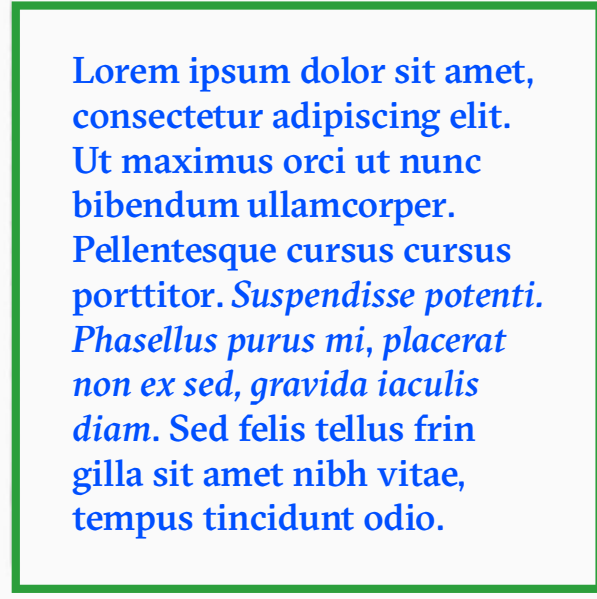 Lorem ipsum dolor sit amet,
consectetur adipiscing elit.
Ut maximus orci ut nunc
bibendum ullamcorper.
Pellentesque cursus cursus
porttitor. Suspendisse potenti.
Phasellus purus mi, placerat
non ex sed, gravida iaculis
diam. Sed felis tellus frin
gilla sit amet nibh vitae,
tempus tincidunt odio.